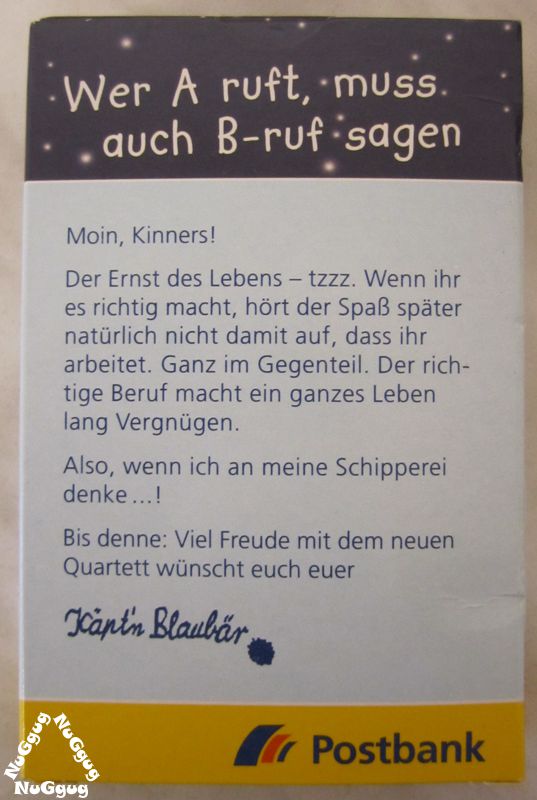 Wer A ruft, muss
auch B-ruf sagen
Moin, Kinners!
Der Ernst des Lebens – tzzz. Wenn ihr
es richtig macht, hört der Spaß später
natürlich nicht damit auf, dass ihr
arbeitet. Ganz im Gegenteil. Der rich-
tige Beruf macht ein ganzes Leben
lang Vergnügen.
Also, wenn ich an meine Schipperei
denke ...!
Bis denne: Viel Freude mit dem neuen
Quartett wünscht euch euer
Käpt'n Blaubär
Postbank
NuGgug
NuGgug
NuGgug